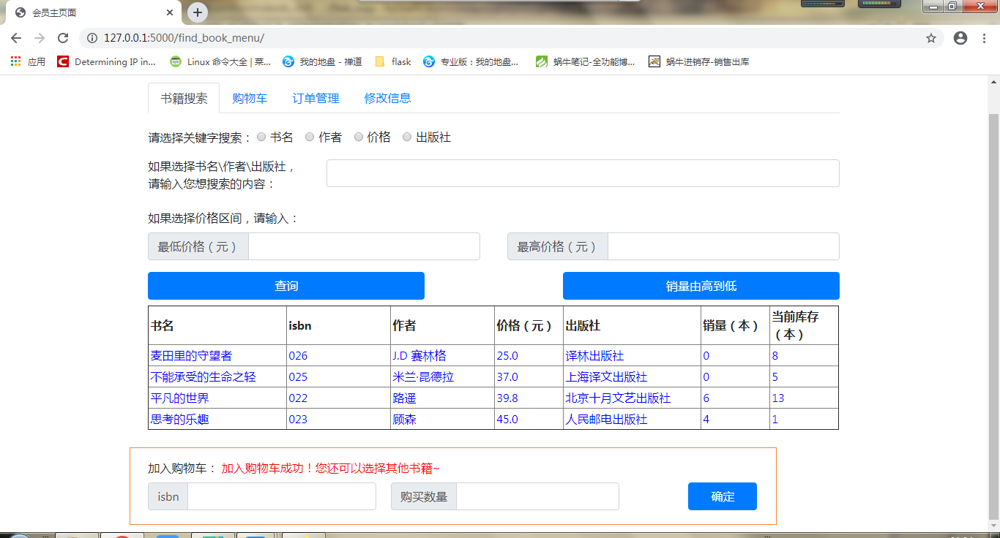 会员主页面
127.0.0.1:5000/find_book_menu/
应用
Determining IP in...
Linux 命令大全 | 菜...
我的地盘 - 禅道
flask
专业版：我的地盘...
蜗牛笔记-全功能博...
蜗牛进销存-销售出库
书籍搜索 购物车 订单管理 修改信息
请选择关键字搜索： 书名 作者 价格 出版社
如果选择书名\作者\出版社，
请输入您想搜索的内容：
如果选择价格区间，请输入：
最低价格（元） 最高价格（元）
查询 销量由高到低
书名 isbn 作者 价格（元） 出版社 销量（本） 当前库存（本）
麦田里的守望者 026 J.D 赛林格 25.0 译林出版社 0 8
不能承受的生命之轻 025 米兰·昆德拉 37.0 上海译文出版社 0 5
平凡的世界 022 路遥 39.8 北京十月文艺出版社 6 13
思考的乐趣 023 顾森 45.0 人民邮电出版社 4 1
加入购物车： 加入购物车成功！您还可以选择其他书籍~
isbn 购买数量 确定